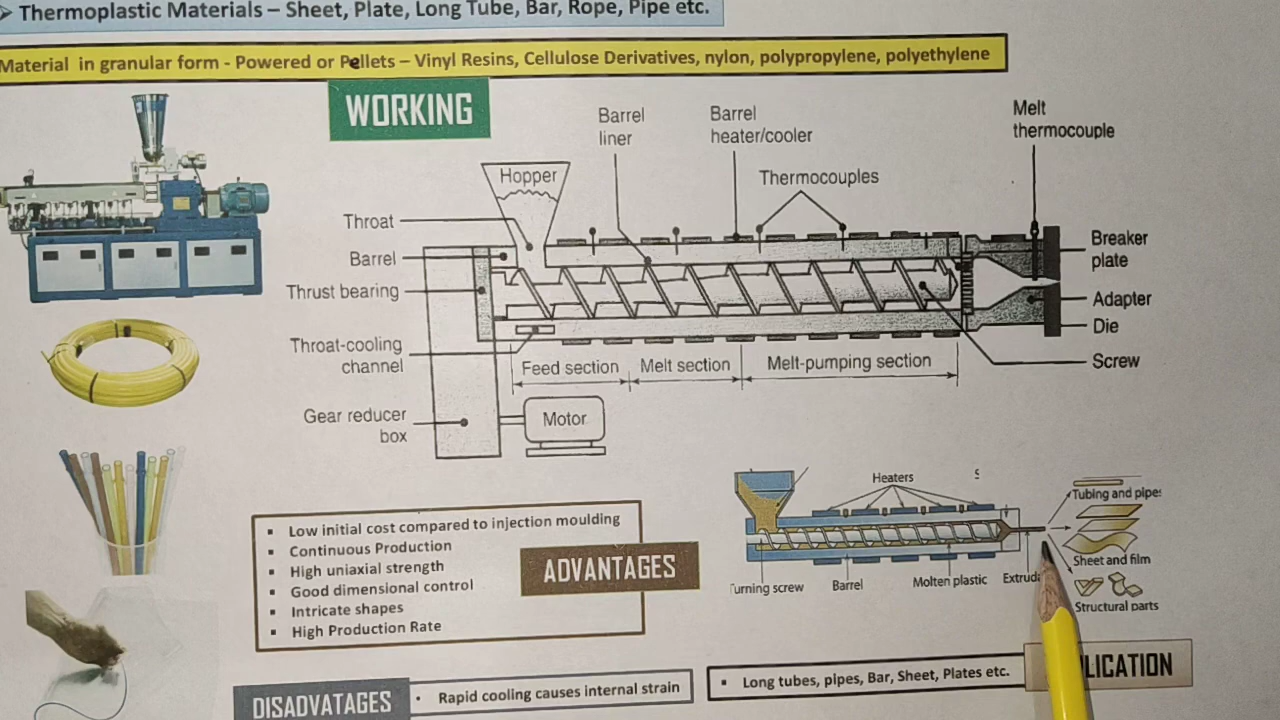 ➢ Thermoplastic Materials – Sheet, Plate, Long Tube, Bar, Rope, Pipe etc.
Material in granular form - Powered or Pellets – Vinyl Resins, Cellulose Derivatives, nylon, polypropylene, polyethylene
WORKING
Barrel
liner
Barrel
heater/cooler
Melt
thermocouple
Hopper
Thermocouples
Throat
Barrel
Thrust bearing
Throat-cooling
channel
Gear reducer
box
Breaker
plate
Adapter
Die
Screw
Feed section
Melt section
Melt-pumping section
Motor
Heaters
S
Tubing and pipes
Sheet and film
Structural parts
Turning screw
Barrel
Molten plastic
▪ Low initial cost compared to injection moulding
▪ Continuous Production
▪ High uniaxial strength
▪ Good dimensional control
▪ Intricate shapes
▪ High Production Rate
ADVANTAGES
DISADVATAGES
• Rapid cooling causes internal strain
▪ Long tubes, pipes, Bar, Sheet, Plates etc.